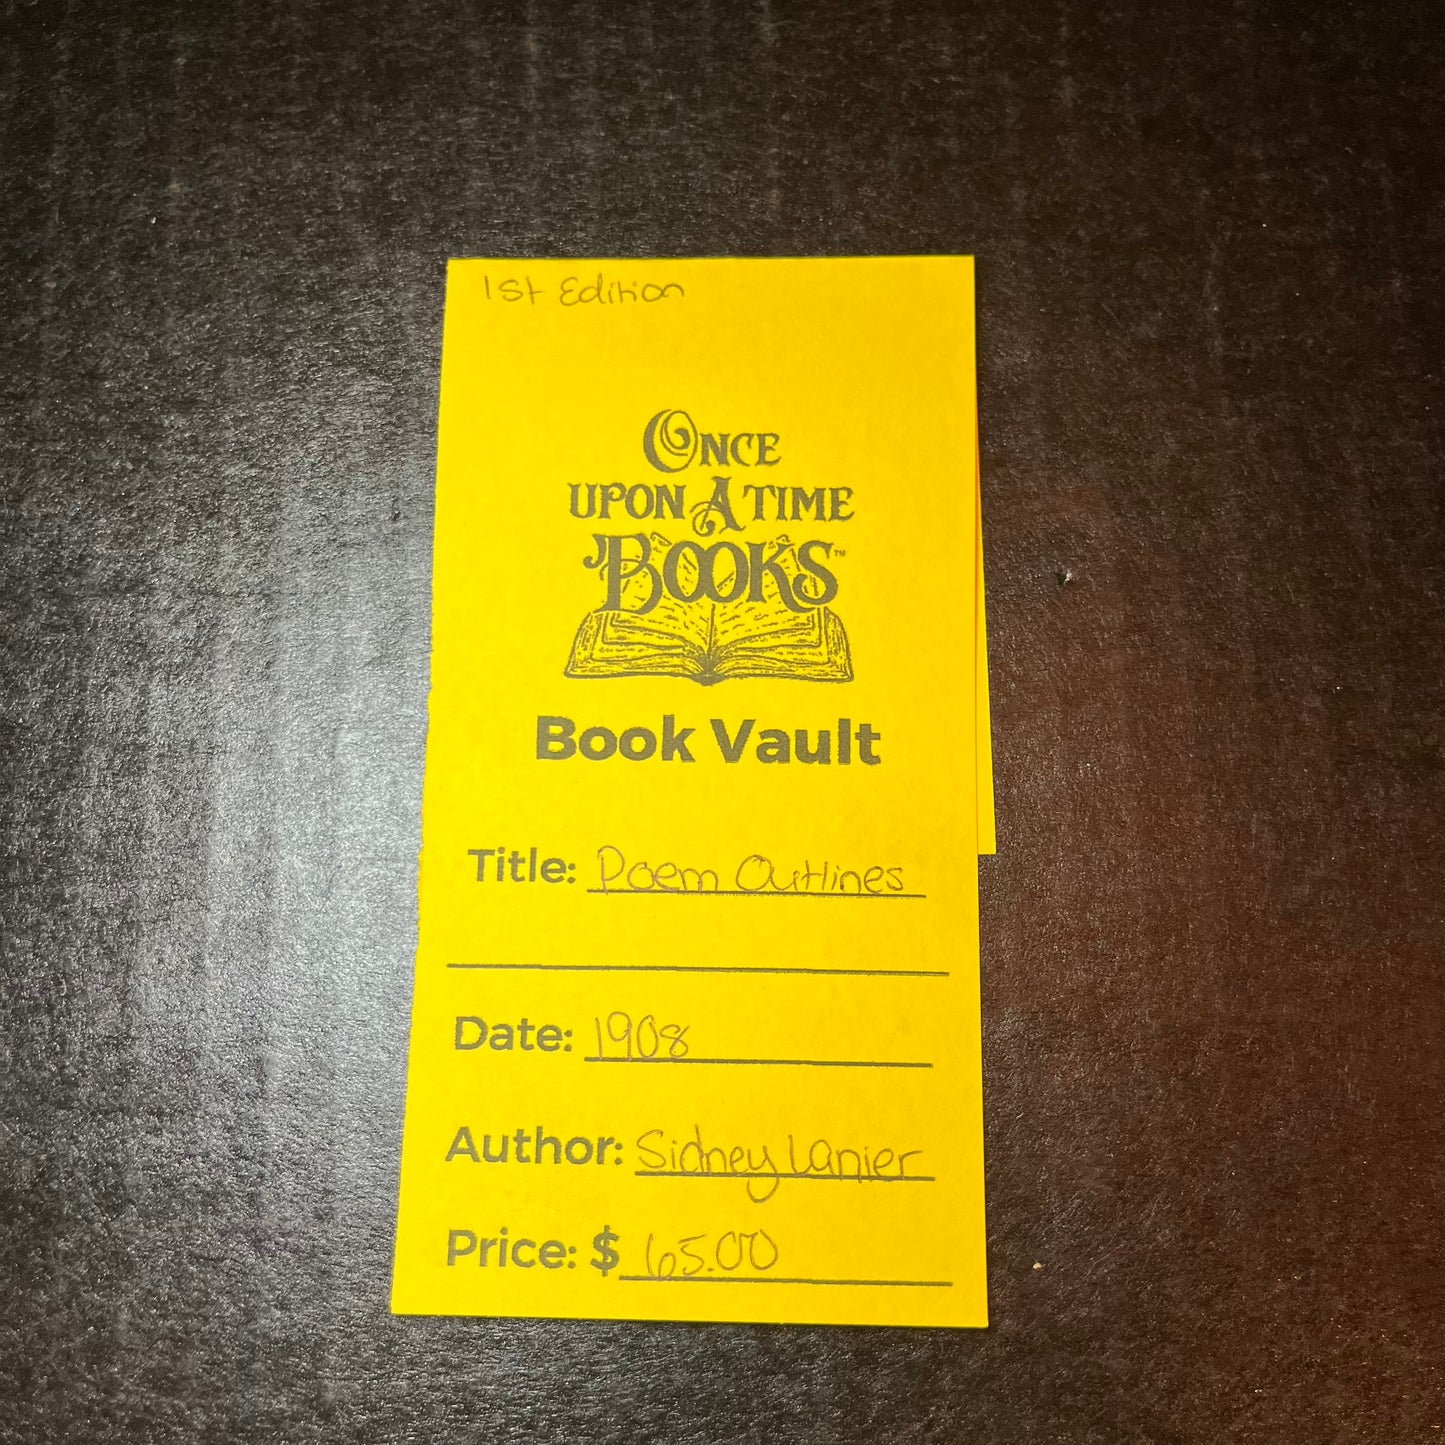 1st Edition
ONCE
UPON A TIME
BOOKS™
Book Vault
Title: Poem Outlines
Date: 1908
Author: Sidney Lanier
Price: $ 65.00